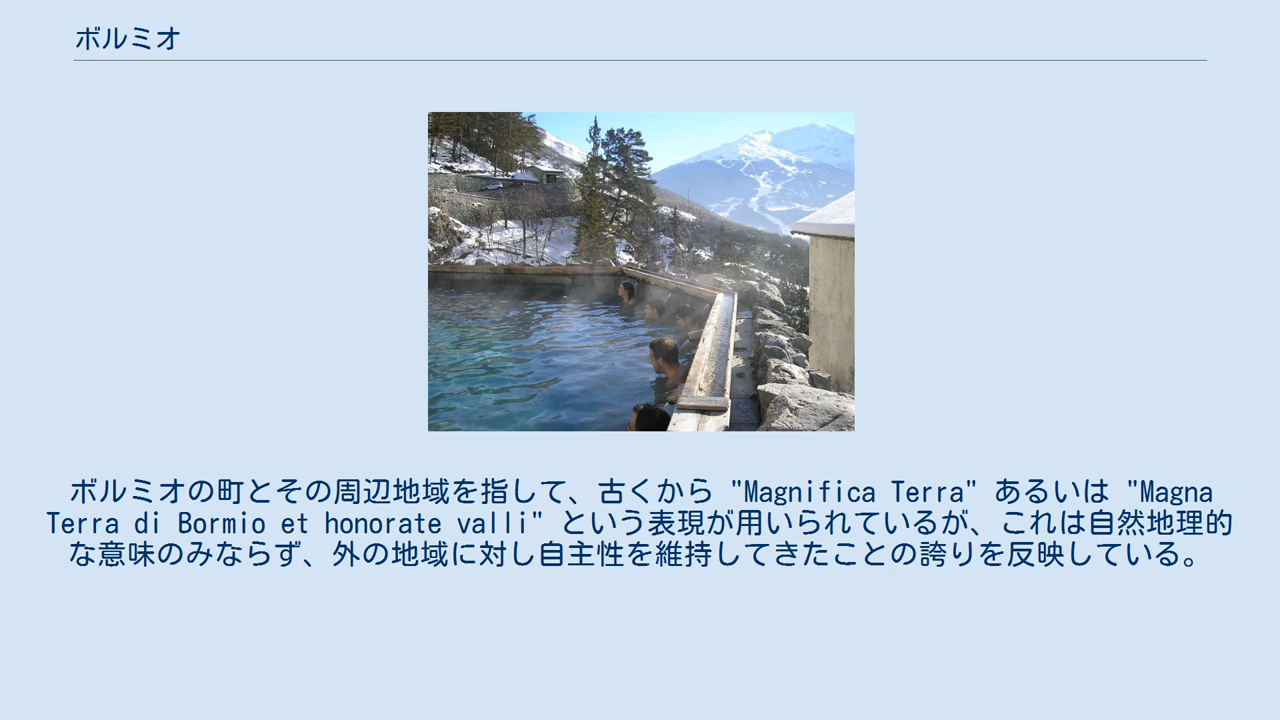 ボルミオ
ボルミオの町とその周辺地域を指して、古くから "Magnifica Terra" あるいは "Magna
Terra di Bormio et honorate valli" という表現が用いられているが、これは自然地理的
な意味のみならず、外の地域に対し自主性を維持してきたことの誇りを反映している。